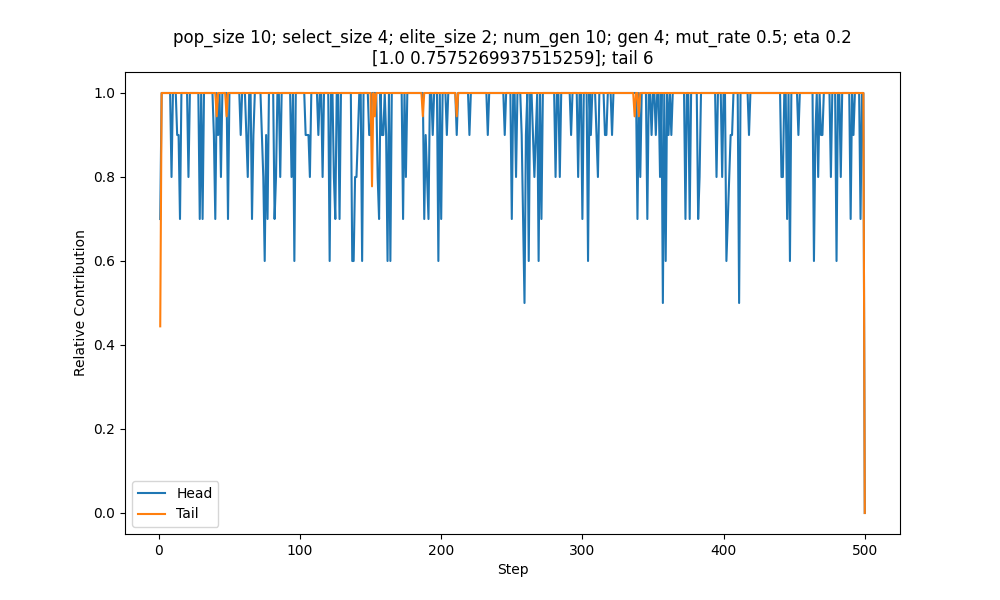 pop_size 10; select_size 4; elite_size 2; num_gen 10; gen 4; mut_rate 0.5; eta 0.2
[1.0 0.7575269937515259]; tail 6
Relative Contribution
1.0
0.8
0.6
0.4
0.2
0.0
Head
Tail
0
100
200
300
400
500
Step